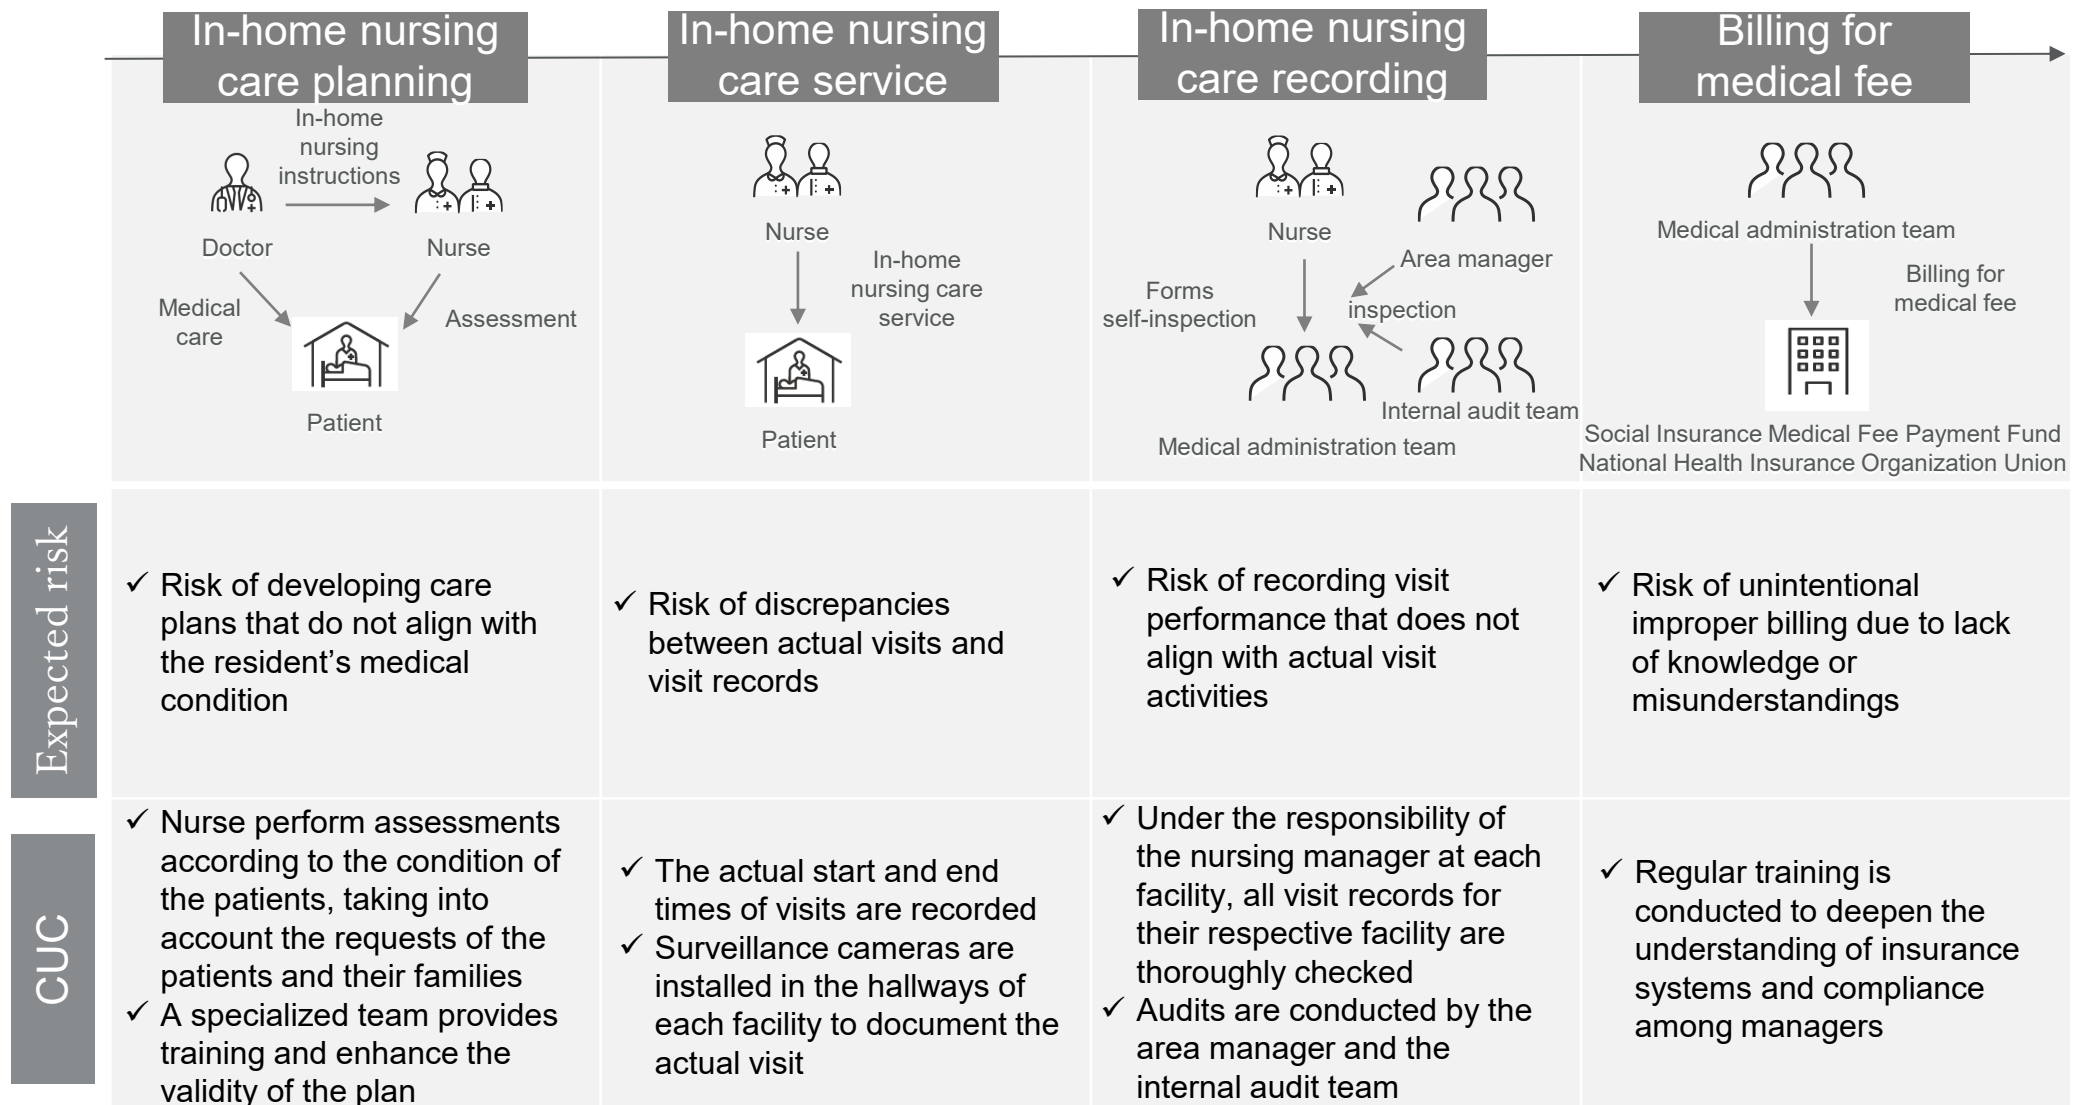 In-home nursing
care planning
In-home nursing
care service
In-home nursing
care recording
Billing for
medical fee
In-home
nursing
instructions
Doctor
Nurse
Medical
care
Assessment
Patient
Nurse
In-home
nursing care
service
Patient
Nurse
Area manager
Forms
self-inspection
inspection
Internal audit team
Medical administration team
Medical administration team
Billing for
medical fee
Social Insurance Medical Fee Payment Fund
National Health Insurance Organization Union
Expected risk
✓ Risk of developing care
plans that do not align with
the resident’s medical
condition
✓ Risk of discrepancies
between actual visits and
visit records
✓ Risk of recording visit
performance that does not
align with actual visit
activities
✓ Risk of unintentional
improper billing due to lack
of knowledge or
misunderstandings
CUC
✓ Nurse perform assessments
according to the condition of
the patients, taking into
account the requests of the
patients and their families
✓ A specialized team provides
training and enhance the
validity of the plan
✓ The actual start and end
times of visits are recorded
✓ Surveillance cameras are
installed in the hallways of
each facility to document the
actual visit
✓ Under the responsibility of
the nursing manager at each
facility, all visit records for
their respective facility are
thoroughly checked
✓ Audits are conducted by the
area manager and the
internal audit team
✓ Regular training is
conducted to deepen the
understanding of insurance
systems and compliance
among managers